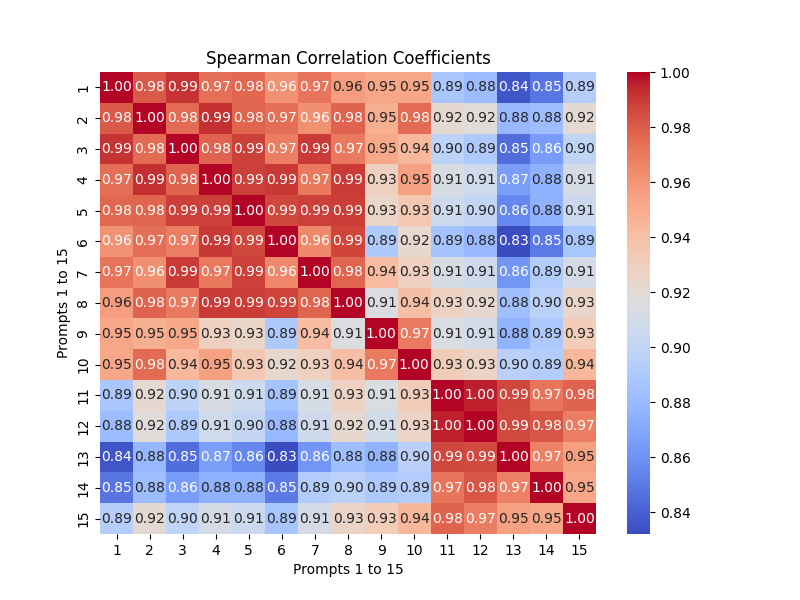 Spearman Correlation Coefficients
1 1.00 0.98 0.99 0.97 0.98 0.96 0.97 0.96 0.95 0.95 0.89 0.88 0.84 0.85 0.89
2 0.98 1.00 0.98 0.99 0.98 0.97 0.96 0.98 0.95 0.98 0.92 0.92 0.88 0.88 0.92
3 0.99 0.98 1.00 0.98 0.99 0.97 0.99 0.97 0.95 0.94 0.90 0.89 0.85 0.86 0.90
4 0.97 0.99 0.98 1.00 0.99 0.99 0.97 0.99 0.93 0.95 0.91 0.91 0.87 0.88 0.91
5 0.98 0.98 0.99 0.99 1.00 0.99 0.99 0.99 0.93 0.93 0.91 0.90 0.86 0.88 0.91
6 0.96 0.97 0.97 0.99 0.99 1.00 0.96 0.99 0.89 0.92 0.89 0.88 0.83 0.85 0.89
7 0.97 0.96 0.99 0.97 0.99 0.96 1.00 0.98 0.94 0.93 0.91 0.91 0.86 0.89 0.91
8 0.96 0.98 0.97 0.99 0.99 0.99 0.98 1.00 0.91 0.94 0.93 0.92 0.88 0.90 0.93
9 0.95 0.95 0.95 0.93 0.93 0.89 0.94 0.91 1.00 0.97 0.91 0.91 0.88 0.89 0.93
10 0.95 0.98 0.94 0.95 0.93 0.92 0.93 0.94 0.97 1.00 0.93 0.93 0.90 0.89 0.94
11 0.89 0.92 0.90 0.91 0.91 0.89 0.91 0.93 0.91 0.93 1.00 1.00 0.99 0.97 0.98
12 0.88 0.92 0.89 0.91 0.90 0.88 0.91 0.92 0.91 0.93 1.00 1.00 0.99 0.98 0.97
13 0.84 0.88 0.85 0.87 0.86 0.83 0.86 0.88 0.88 0.90 0.99 0.99 1.00 0.97 0.95
14 0.85 0.88 0.86 0.88 0.88 0.85 0.89 0.90 0.89 0.89 0.97 0.98 0.97 1.00 0.95
15 0.89 0.92 0.90 0.91 0.91 0.89 0.91 0.93 0.93 0.94 0.98 0.97 0.95 0.95 1.00
1 2 3 4 5 6 7 8 9 10 11 12 13 14 15
Prompts 1 to 15
Prompts 1 to 15
1.00
0.98
0.96
0.94
0.92
0.90
0.88
0.86
0.84